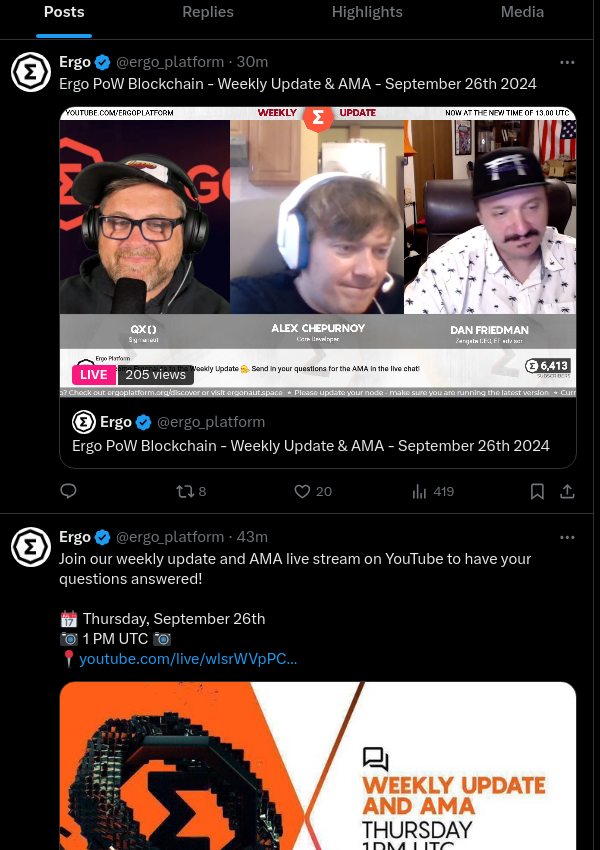 Posts Replies Highlights Media
Ergo @ergo_platform · 30m
Ergo PoW Blockchain - Weekly Update & AMA - September 26th 2024
YOUTUBE.COM/ERGOPLATFORM WEEKLY Σ UPDATE NOW AT THE NEW TIME OF 13.00 UTC
QX() ALEX CHEPURNOY DAN FRIEDMAN
Sigmanaut Core Developer Zengate CEO, EF advisor
Ergo Platform
Weekly Update Send in your questions for the AMA in the live chat!
LIVE 205 views
Σ 6,413
SUBSCRIBERS
o? Check out ergoplatform.org/discover or visit ergonaut.space + Please update your node - make sure you are running the latest version + Curr
Ergo @ergo_platform
Ergo PoW Blockchain - Weekly Update & AMA - September 26th 2024
8 20 419
Ergo @ergo_platform · 43m
Join our weekly update and AMA live stream on YouTube to have your
questions answered!
Thursday, September 26th
1 PM UTC
youtube.com/live/wlsrWVpPC...
WEEKLY UPDATE
AND AMA
THURSDAY
1PM UTC